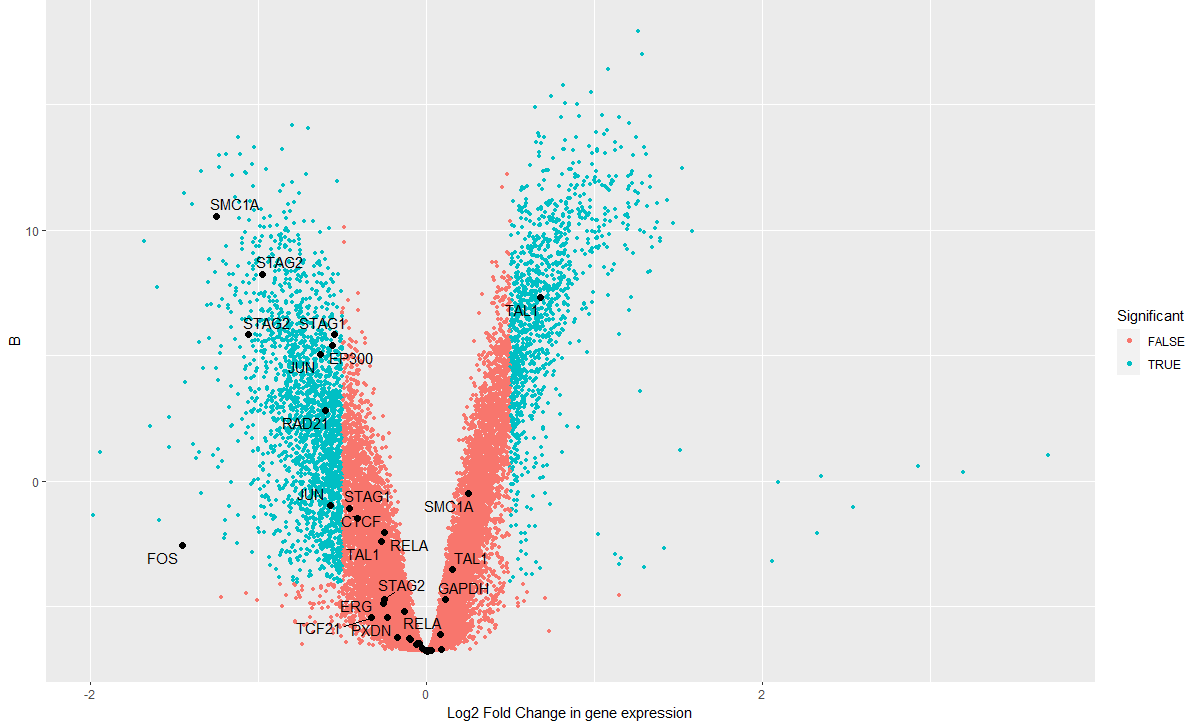 SMC1A
STAG2
STAG2 STAG1
EP300
JUN
TAL1
RAD21
JUN
STAG1
SMC1A
CTCF
RELA
TAL1
TAL1
STAG2
GAPDH
ERG
RELA
TCF21
PXDN
FOS
10
0
B
-2
0
2
Log2 Fold Change in gene expression
Significant
FALSE
TRUE